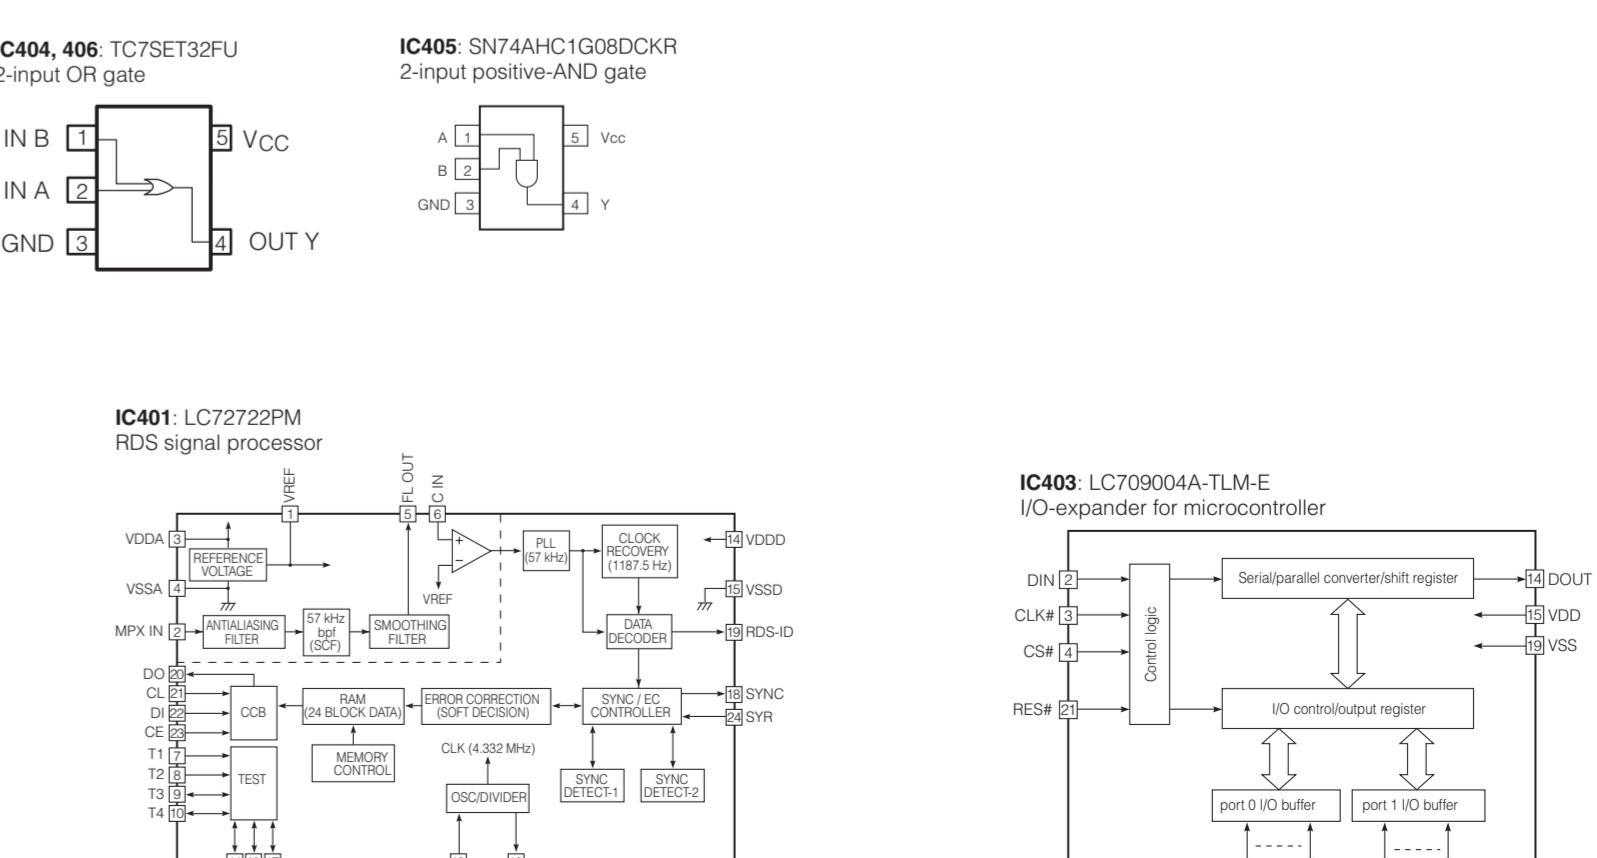 C404, 406: TC7SET32FU
2-input OR gate
IN B 1
5 VCC
IN A 2
GND 3
4 OUT Y
IC405: SN74AHC1G08DCKR
2-input positive-AND gate
A 1
5 Vcc
B 2
GND 3
4 Y
IC401: LC72722PM
RDS signal processor
VREF
FL OUT
C IN
1
5
6
VDDA 3
REFERENCE
VOLTAGE
VSSA 4
MPX IN 2
ANTIALIASING
FILTER
57 kHz
bpf
(SCF)
SMOOTHING
FILTER
+
–
VREF
PLL
(57 kHz)
CLOCK
RECOVERY
(1187.5 Hz)
14 VDDD
15 VSSD
DATA
DECODER
19 RDS-ID
DO 20
CL 21
DI 22
CE 23
CCB
RAM
(24 BLOCK DATA)
ERROR CORRECTION
(SOFT DECISION)
SYNC / EC
CONTROLLER
18 SYNC
24 SYR
T1 7
T2 8
T3 9
T4 10
TEST
MEMORY
CONTROL
CLK (4.332 MHz)
OSC/DIVIDER
SYNC
DETECT-1
SYNC
DETECT-2
IC403: LC709004A-TLM-E
I/O-expander for microcontroller
DIN 2
CLK# 3
CS# 4
RES# 21
Control logic
Serial/parallel converter/shift register
14 DOUT
15 VDD
19 VSS
I/O control/output register
port 0 I/O buffer
port 1 I/O buffer